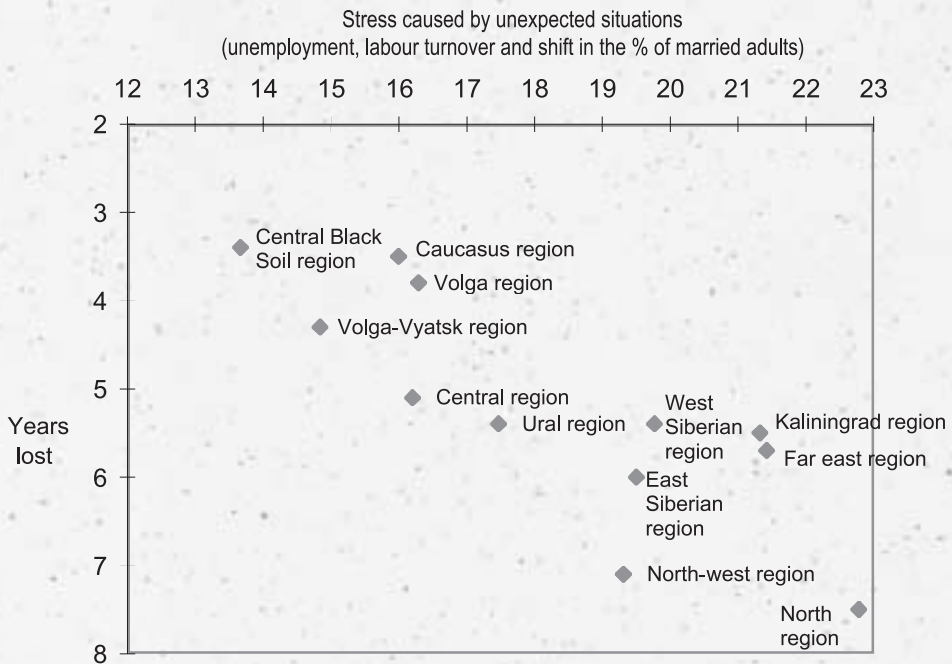 Stress caused by unexpected situations
(unemployment, labour turnover and shift in the % of married adults)
12 13 14 15 16 17 18 19 20 21 22 23
2
3
Central Black
Soil region
Caucasus region
Volga region
4
Volga-Vyatsk region
5
Central region
Ural region
West
Siberian
region
Kaliningrad region
Far east region
Years
lost
6
East
Siberian
region
7
North-west region
North
region
8